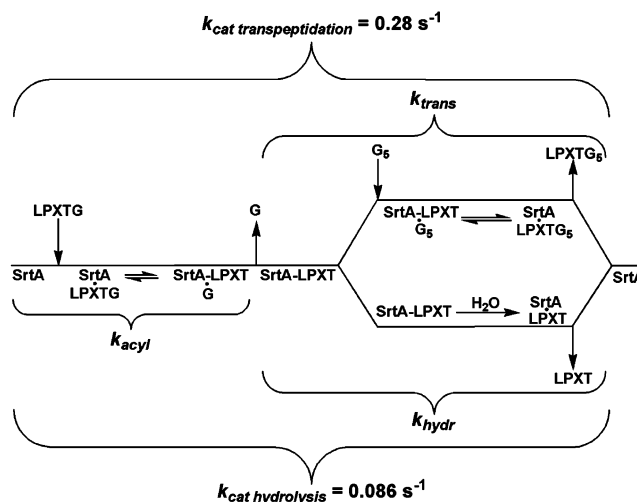 k_cat transpeptidation = 0.28 s⁻¹
k_trans
G₅
LPXTG₅
LPXTG
G
SrtA-LPXT
·
G₅
SrtA
·
LPXTG₅
SrtA
SrtA
·
LPXTG
SrtA-LPXT
·
G
SrtA-LPXT
SrtA
k_acyl
SrtA-LPXT
H₂O
SrtA
·
LPXT
LPXT
k_hydr
k_cat hydrolysis = 0.086 s⁻¹